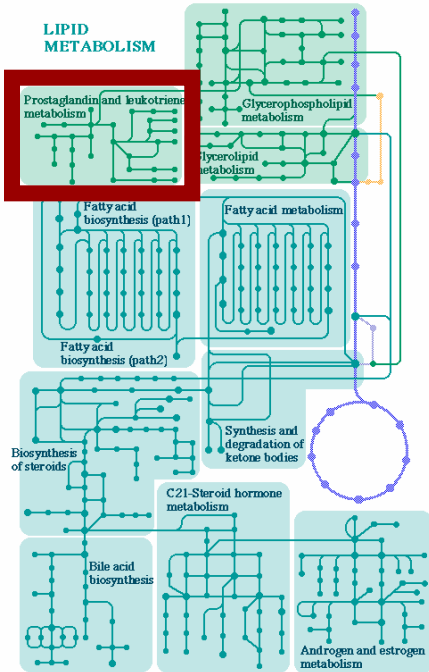 LIPID
METABOLISM
Prostaglandin and leukotriene
metabolism
Glycerophospholipid
metabolism
Glycerolipid
metabolism
Fatty acid
biosynthesis (path1)
Fatty acid metabolism
Fatty acid
biosynthesis (path2)
Synthesis and
degradation of
ketone bodies
Biosynthesis
of steroids
C21-Steroid hormone
metabolism
Bile acid
biosynthesis
Androgen and estrogen
metabolism